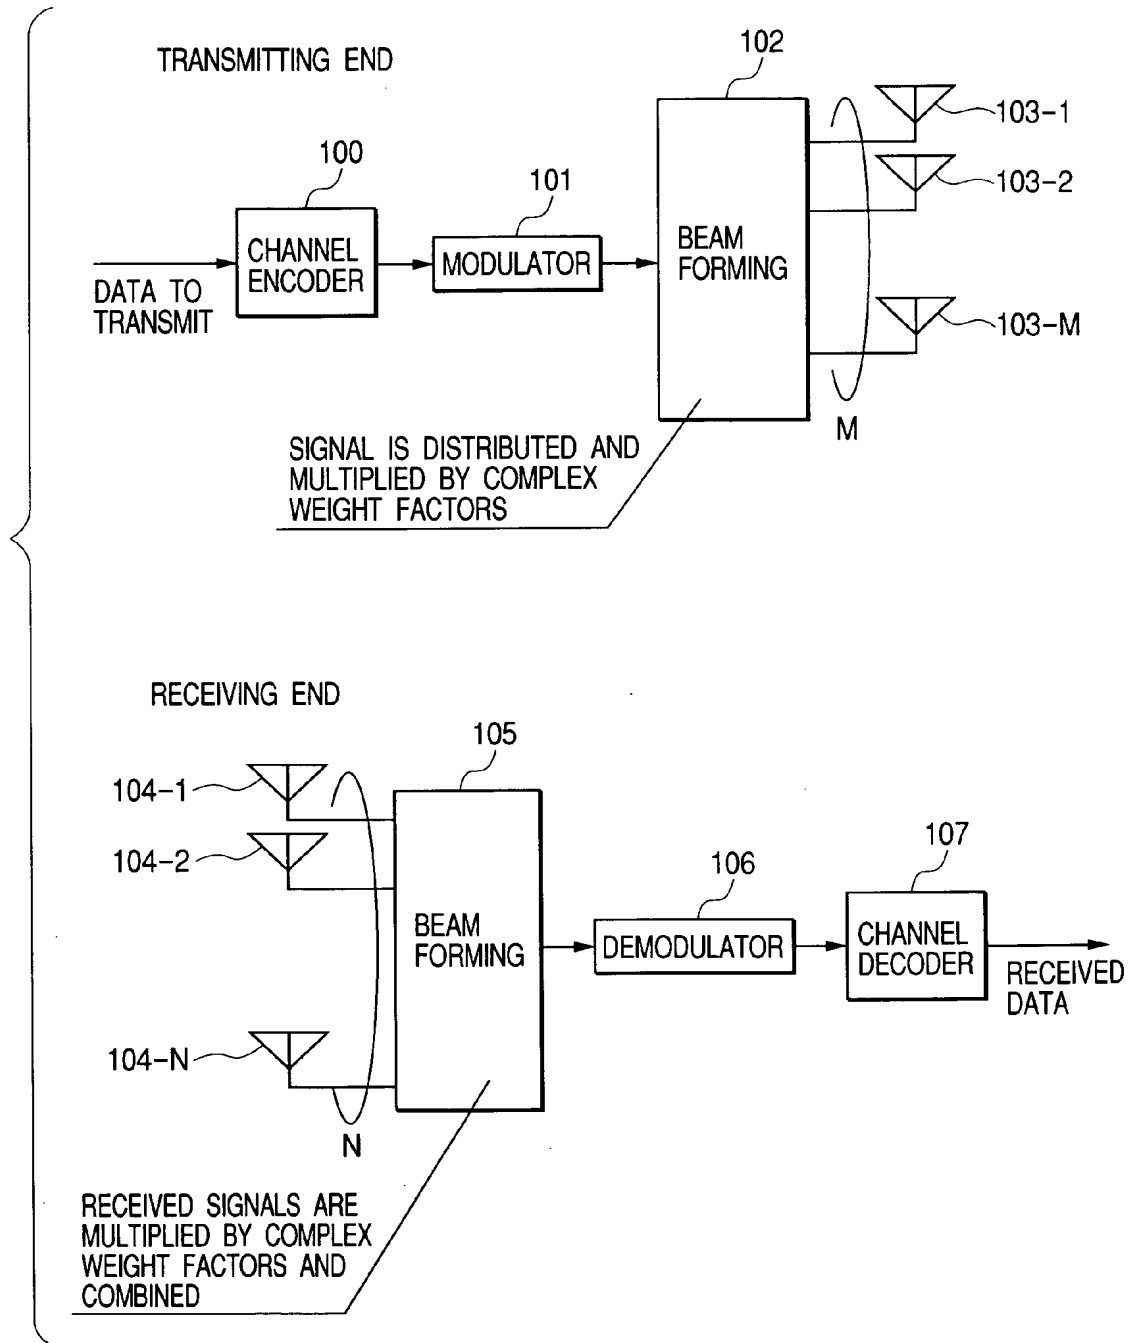 TRANSMITTING END
102
103-1
100
101
103-2
CHANNEL
ENCODER
MODULATOR
BEAM
FORMING
DATA TO
TRANSMIT
103-M
M
SIGNAL IS DISTRIBUTED AND
MULTIPLIED BY COMPLEX
WEIGHT FACTORS
RECEIVING END
105
104-1
104-2
106
107
BEAM
FORMING
DEMODULATOR
CHANNEL
DECODER
RECEIVED
DATA
104-N
N
RECEIVED SIGNALS ARE
MULTIPLIED BY COMPLEX
WEIGHT FACTORS AND
COMBINED